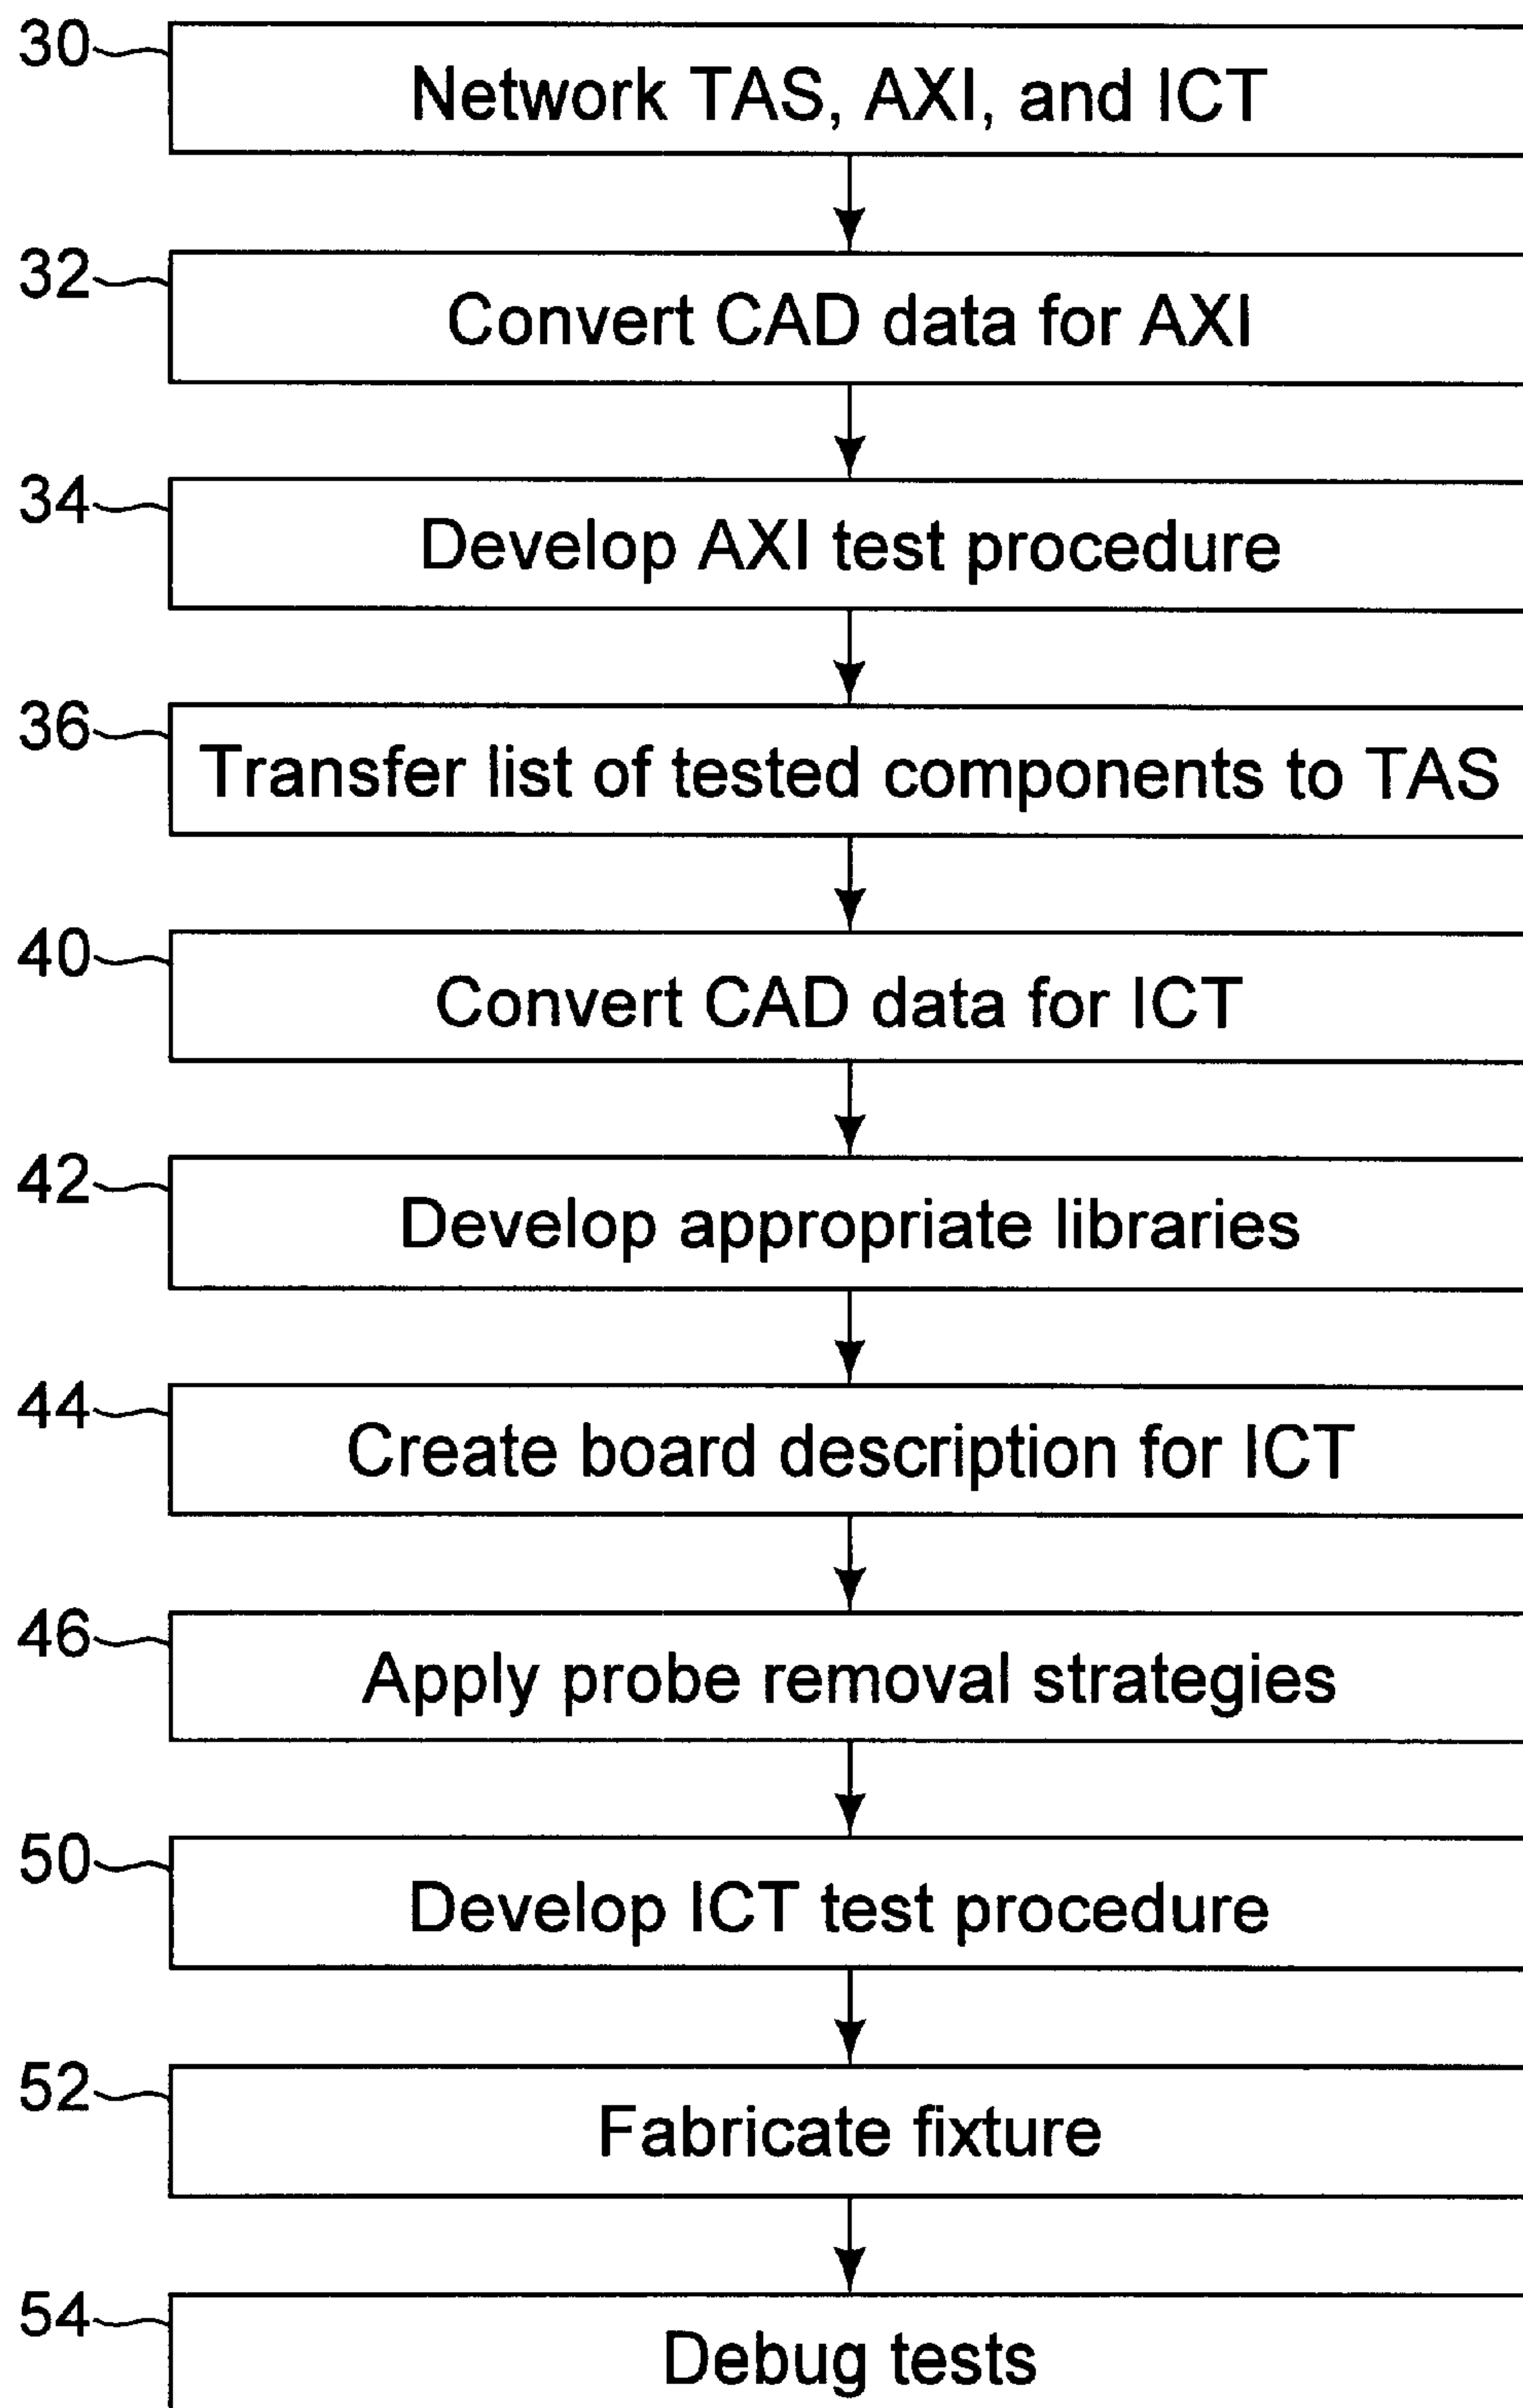 30 Network TAS, AXI, and ICT
32 Convert CAD data for AXI
34 Develop AXI test procedure
36 Transfer list of tested components to TAS
40 Convert CAD data for ICT
42 Develop appropriate libraries
44 Create board description for ICT
46 Apply probe removal strategies
50 Develop ICT test procedure
52 Fabricate fixture
54 Debug tests